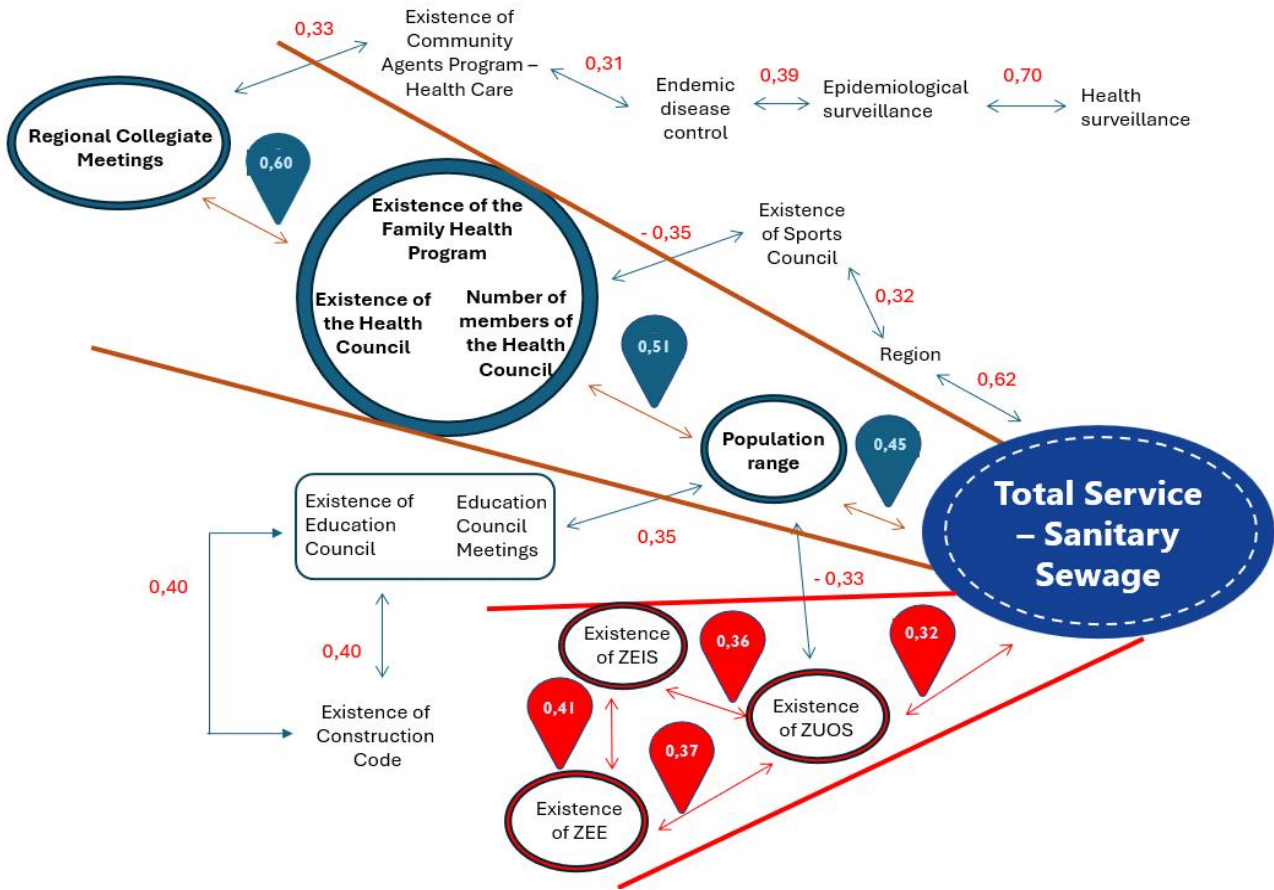 0,33
Existence of
Community
Agents Program –
Health Care
0,31
Endemic
disease
control
0,39
Epidemiological
surveillance
0,70
Health
surveillance
Regional Collegiate
Meetings
0,60
Existence of the
Family Health
Program
Existence of
the Health
Council
Number of
members of
the Health
Council
- 0,35
Existence
of Sports
Council
0,32
Region
0,62
0,51
Population
range
0,45
Total Service
– Sanitary
Sewage
Existence of
Education
Council
Education
Council
Meetings
0,35
0,40
0,40
Existence of
Construction
Code
- 0,33
Existence
of ZEIS
0,36
0,32
Existence
of ZUOS
0,41
0,37
Existence
of ZEE